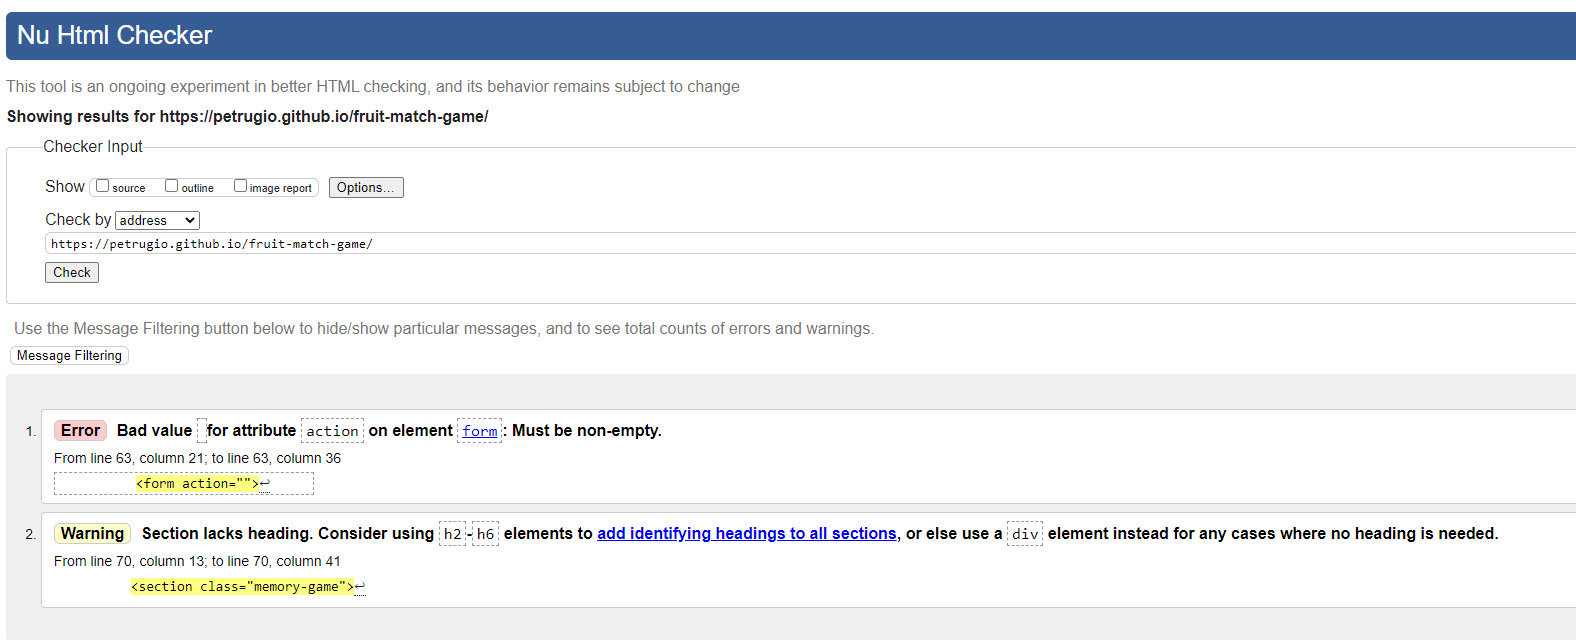 Nu Html Checker
This tool is an ongoing experiment in better HTML checking, and its behavior remains subject to change
Showing results for https://petrugio.github.io/fruit-match-game/
Checker Input
Show source outline image report Options...
Check by address
https://petrugio.github.io/fruit-match-game/
Check
Use the Message Filtering button below to hide/show particular messages, and to see total counts of errors and warnings.
Message Filtering
1. Error Bad value for attribute action on element form: Must be non-empty.
From line 63, column 21; to line 63, column 36
<form action="">↩
2. Warning Section lacks heading. Consider using h2-h6 elements to add identifying headings to all sections, or else use a div element instead for any cases where no heading is needed.
From line 70, column 13; to line 70, column 41
<section class="memory-game">↩